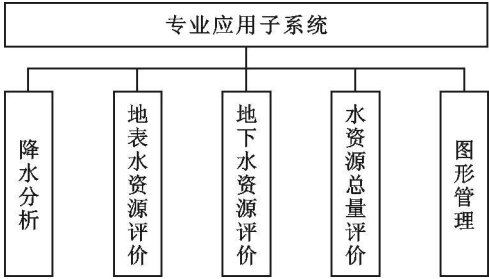 专业应用子系统
降水分析
地表水资源评价
地下水资源评价
水资源总量评价
图形管理